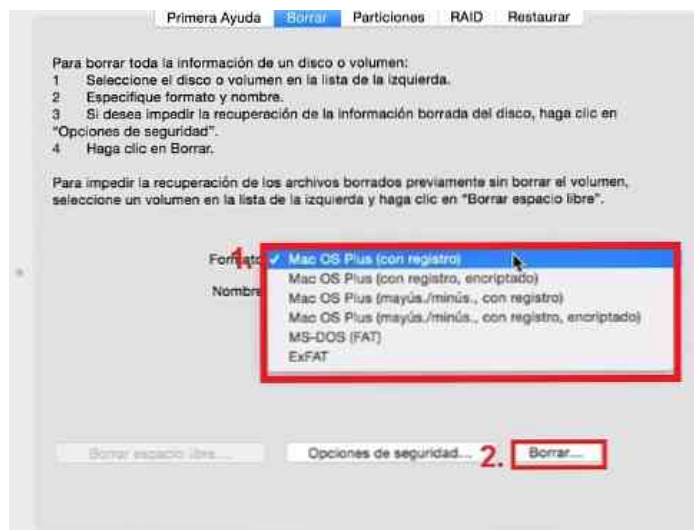 Primera Ayuda Borrar Particiones RAID Restaurar
Para borrar toda la información de un disco o volumen:
1 Seleccione el disco o volumen en la lista de la izquierda.
2 Especifique formato y nombre.
3 Si desea impedir la recuperación de la información borrada del disco, haga clic en
"Opciones de seguridad".
4 Haga clic en Borrar.
Para impedir la recuperación de los archivos borrados previamente sin borrar el volumen,
seleccione un volumen en la lista de la izquierda y haga clic en "Borrar espacio libre".
Formato 1. ✓ Mac OS Plus (con registro)
Mac OS Plus (con registro, encriptado)
Nombre
Mac OS Plus (mayús./minús., con registro)
Mac OS Plus (mayús./minús., con registro, encriptado)
MS-DOS (FAT)
ExFAT
Borrar espacio libre... Opciones de seguridad... 2. Borrar...